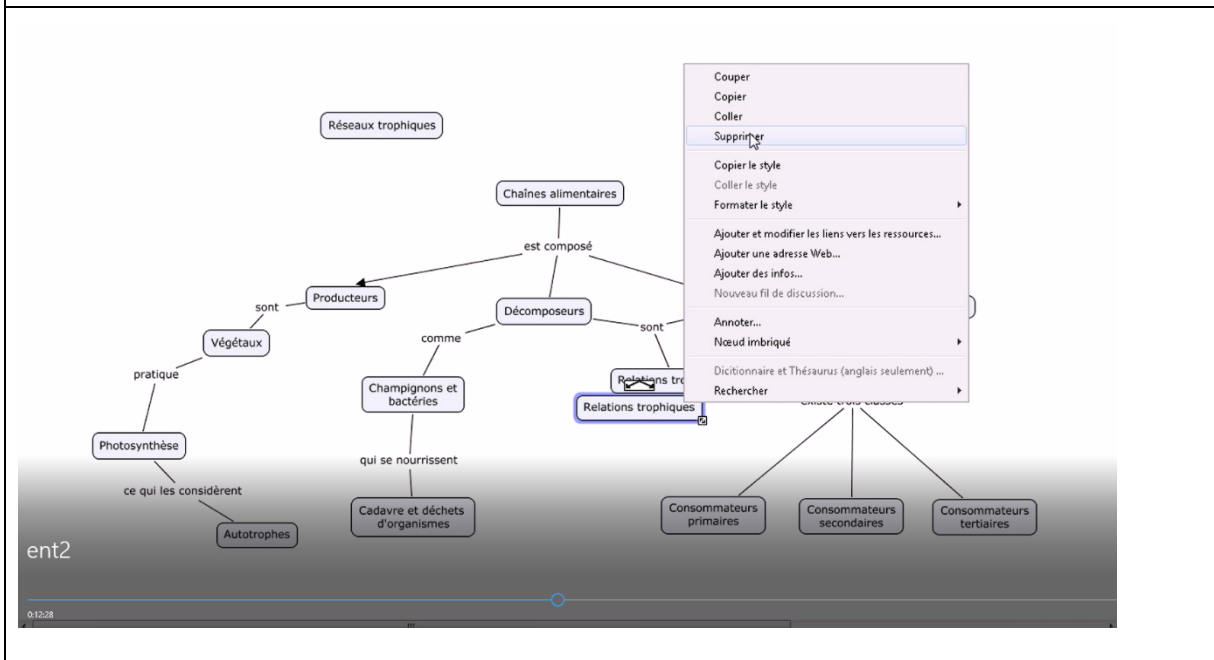 Réseaux trophiques
Chaînes alimentaires
est composé
Producteurs
sont
Végétaux
pratique
Photosynthèse
ce qui les considèrent
Autotrophes
Décomposeurs
comme
Champignons et
bactéries
qui se nourrissent
Cadavre et déchets
d'organismes
sont
Relations
Relations trophiques
existe trois classes
Consommateurs
primaires
Consommateurs
secondaires
Consommateurs
tertiaires
Couper
Copier
Coller
Supprimer
Copier le style
Coller le style
Formater le style
Ajouter et modifier les liens vers les ressources...
Ajouter une adresse Web...
Ajouter des infos...
Nouveau fil de discussion...
Annoter...
Nœud imbriqué
Dicitionnaire et Thésaurus (anglais seulement) ...
Rechercher
ent2
0:12:28